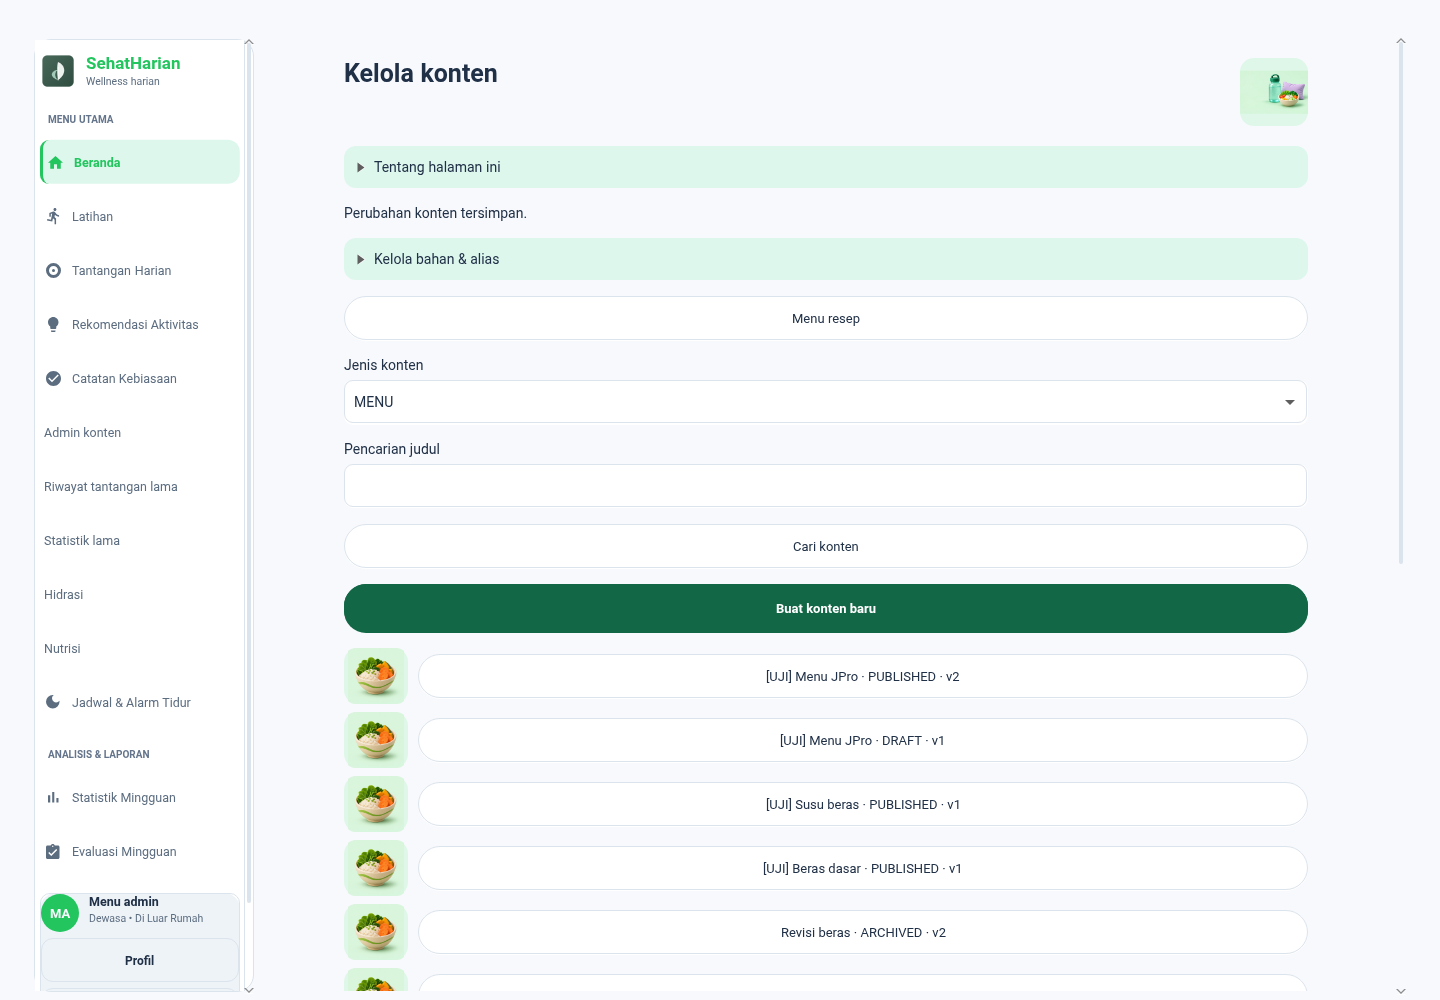 SehatHarian
Wellness harian
MENU UTAMA
Beranda
Latihan
Tantangan Harian
Rekomendasi Aktivitas
Catatan Kebiasaan
Admin konten
Riwayat tantangan lama
Statistik lama
Hidrasi
Nutrisi
Jadwal & Alarm Tidur
ANALISIS & LAPORAN
Statistik Mingguan
Evaluasi Mingguan
MA
Menu admin
Dewasa • Di Luar Rumah
Profil
Kelola konten
Tentang halaman ini
Perubahan konten tersimpan.
Kelola bahan & alias
Menu resep
Jenis konten
MENU
Pencarian judul
Cari konten
Buat konten baru
[UJI] Menu JPro · PUBLISHED · v2
[UJI] Menu JPro · DRAFT · v1
[UJI] Susu beras · PUBLISHED · v1
[UJI] Beras dasar · PUBLISHED · v1
Revisi beras · ARCHIVED · v2